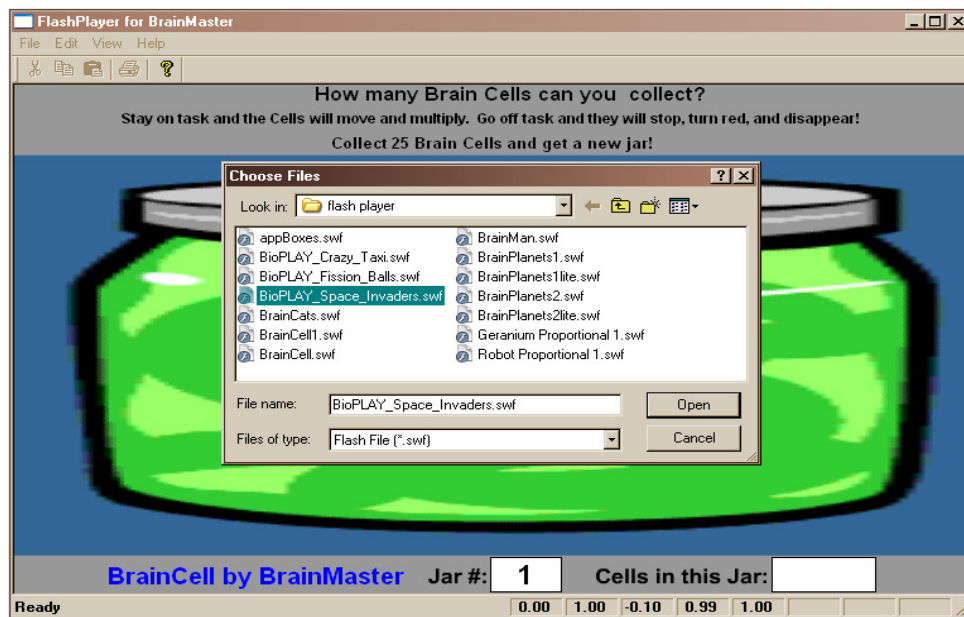 FlashPlayer for BrainMaster
File Edit View Help
How many Brain Cells can you collect?
Stay on task and the Cells will move and multiply. Go off task and they will stop, turn red, and disappear!
Collect 25 Brain Cells and get a new jar!
Choose Files
Look in: flash player
appBoxes.swf
BioPLAY_Crazy_Taxi.swf
BioPLAY_Fission_Balls.swf
BioPLAY_Space_Invaders.swf
BrainCats.swf
BrainCell1.swf
BrainCell.swf
BrainMan.swf
BrainPlanets1.swf
BrainPlanets1lite.swf
BrainPlanets2.swf
BrainPlanets2lite.swf
Geranium Proportional 1.swf
Robot Proportional 1.swf
File name: BioPLAY_Space_Invaders.swf Open
Files of type: Flash File (*.swf) Cancel
BrainCell by BrainMaster Jar #: 1 Cells in this Jar:
Ready 0.00 1.00 -0.10 0.99 1.00